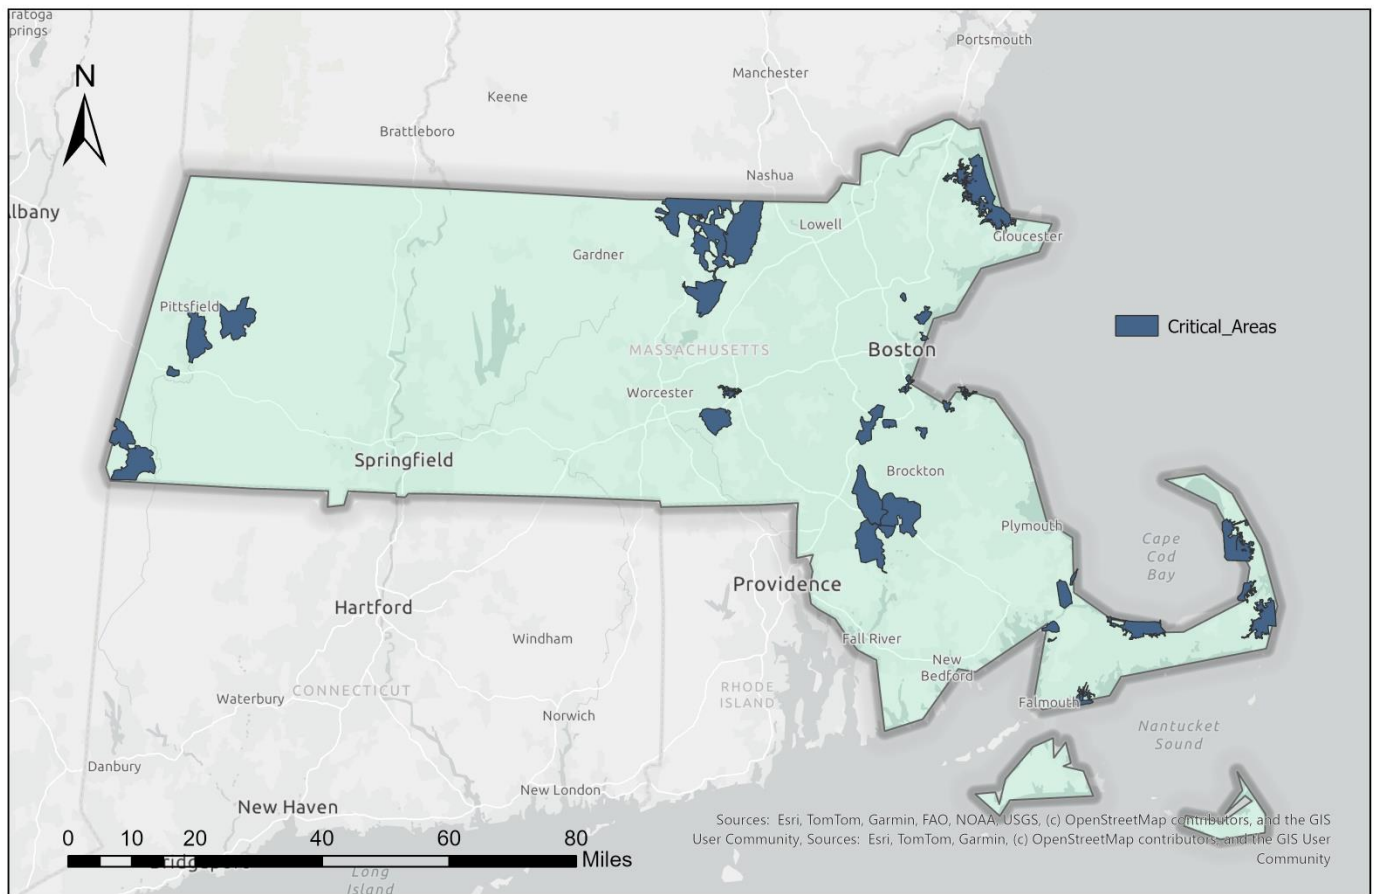 ratoga
prings
Portsmouth
N
Manchester
Keene
Brattleboro
Nashua
Albany
Lowell
Gloucester
Gardner
Pittsfield
Critical_Areas
MASSACHUSETTS
Boston
Worcester
Springfield
Brockton
Plymouth
Cape
Cod
Bay
Providence
Hartford
Windham
Fall River
New
Bedford
Waterbury
CONNECTICUT
RHODE
ISLAND
Falmouth
Norwich
Nantucket
Sound
Danbury
New London
New Haven
Sources: Esri, TomTom, Garmin, FAO, NOAA, USGS, (c) OpenStreetMap contributors, and the GIS
User Community, Sources: Esri, TomTom, Garmin, (c) OpenStreetMap contributors, and the GIS User
Community
0 10 20 40 60 80
Miles
Bridgeport
Long
Island